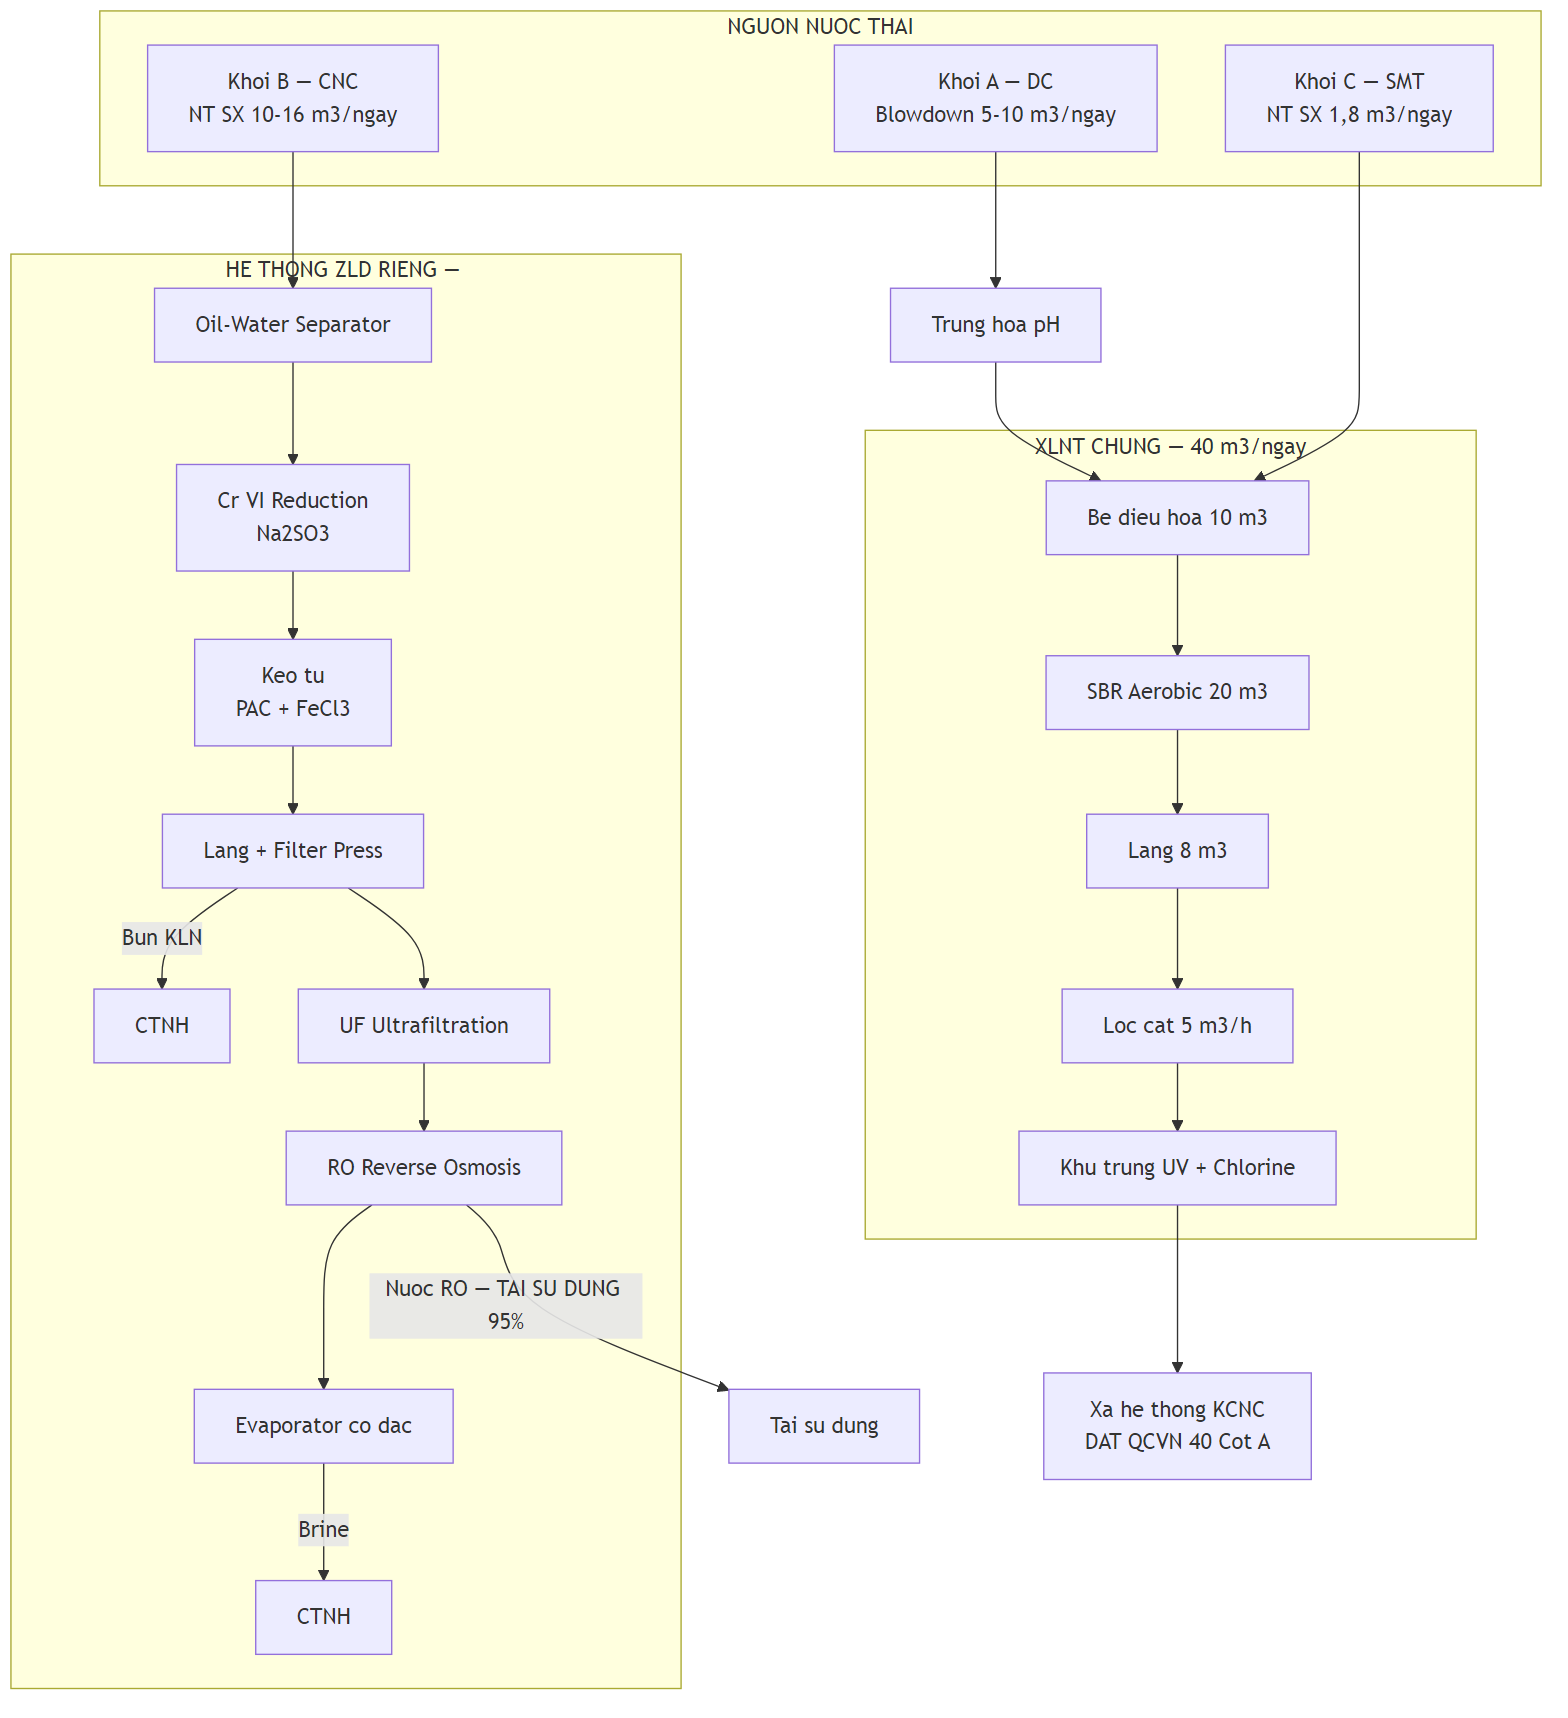 NGUON NUOC THAI
Khoi B — CNC
NT SX 10-16 m3/ngay
Khoi A — DC
Blowdown 5-10 m3/ngay
Khoi C — SMT
NT SX 1,8 m3/ngay
HE THONG ZLD RIENG —
Oil-Water Separator
Cr VI Reduction
Na2SO3
Keo tu
PAC + FeCl3
Lang + Filter Press
Bun KLN
CTNH
UF Ultrafiltration
RO Reverse Osmosis
Nuoc RO — TAI SU DUNG
95%
Evaporator co dac
Brine
CTNH
Tai su dung
Trung hoa pH
XLNT CHUNG — 40 m3/ngay
Be dieu hoa 10 m3
SBR Aerobic 20 m3
Lang 8 m3
Loc cat 5 m3/h
Khu trung UV + Chlorine
Xa he thong KCNC
DAT QCVN 40 Cot A